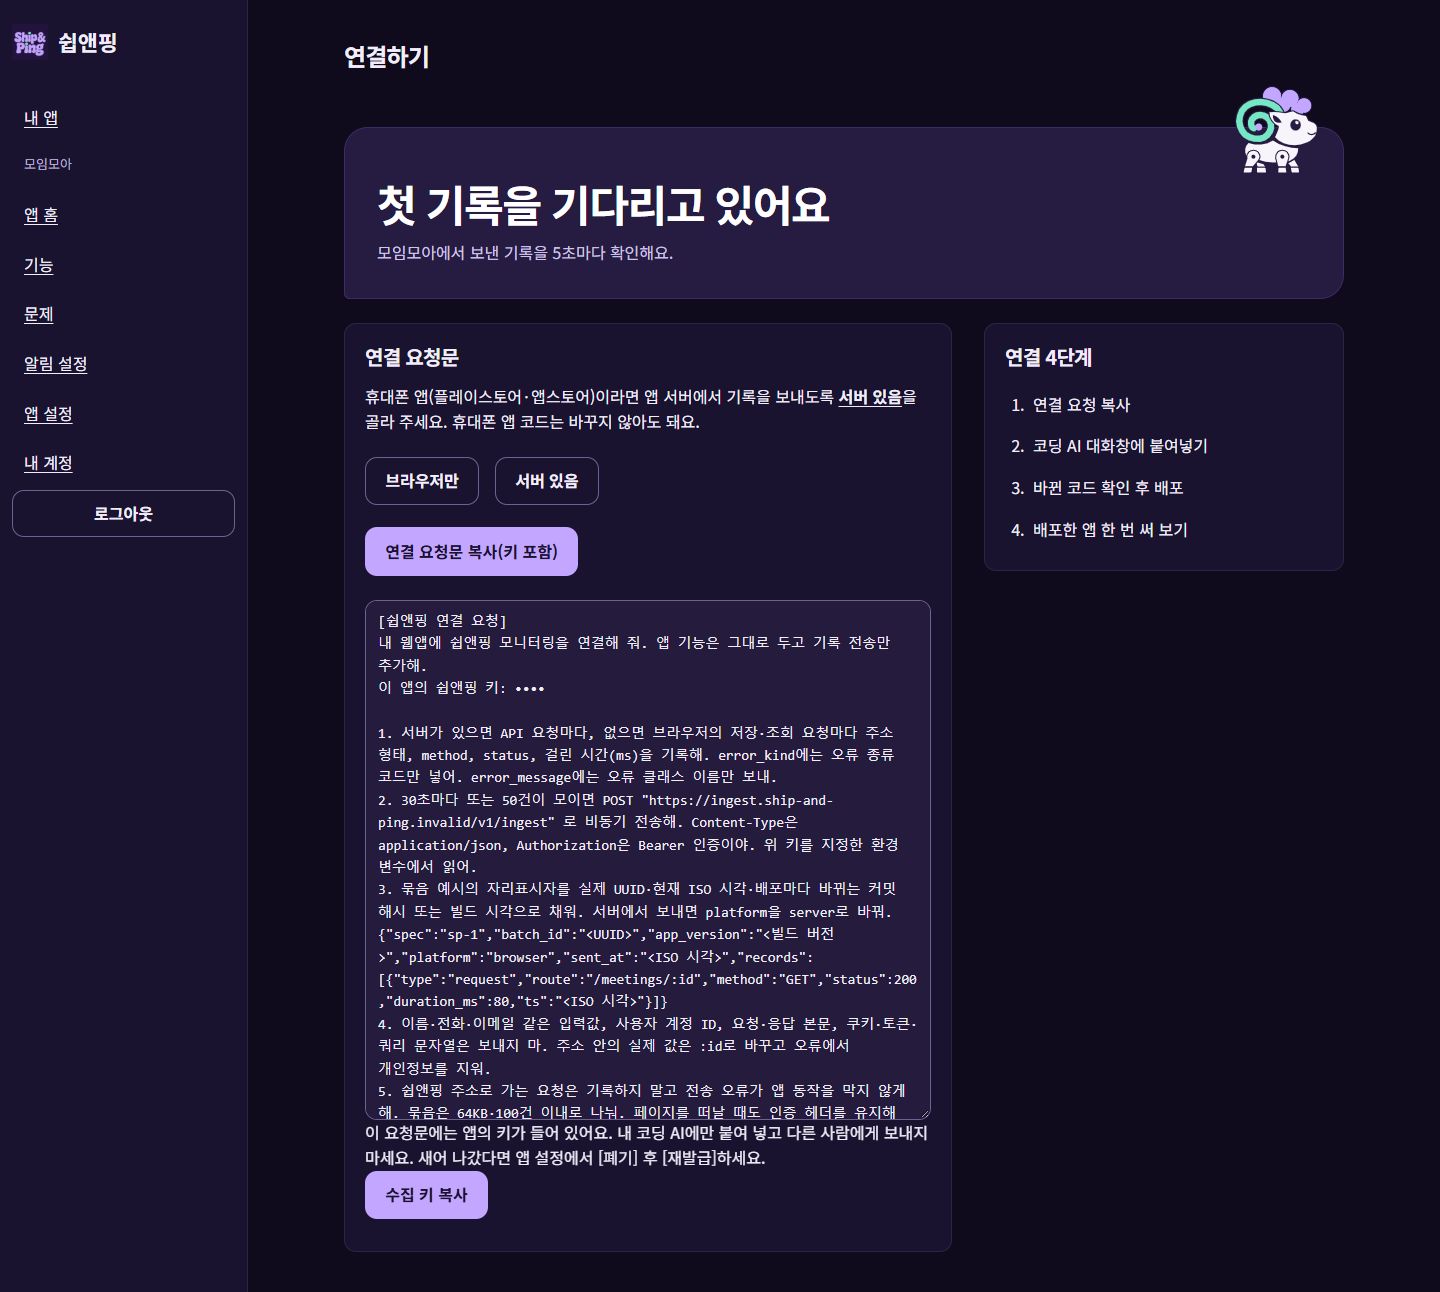 Ship&
Ping
쉽앤핑
내 앱
모임모아
앱 홈
기능
문제
알림 설정
앱 설정
내 계정
로그아웃
연결하기
첫 기록을 기다리고 있어요
모임모아에서 보낸 기록을 5초마다 확인해요.
연결 요청문
휴대폰 앱(플레이스토어·앱스토어)이라면 앱 서버에서 기록을 보내도록 서버 있음을
골라 주세요. 휴대폰 앱 코드는 바꾸지 않아도 돼요.
브라우저만
서버 있음
연결 요청문 복사(키 포함)
[쉽앤핑 연결 요청]
내 웹앱에 쉽앤핑 모니터링을 연결해 줘. 앱 기능은 그대로 두고 기록 전송만
추가해.
이 앱의 쉽앤핑 키: ••••
1. 서버가 있으면 API 요청마다, 없으면 브라우저의 저장·조회 요청마다 주소
형태, method, status, 걸린 시간(ms)을 기록해. error_kind에는 오류 종류
코드만 넣어. error_message에는 오류 클래스 이름만 보내.
2. 30초마다 또는 50건이 모이면 POST "https://ingest.ship-and-
ping.invalid/v1/ingest" 로 비동기 전송해. Content-Type은
application/json, Authorization은 Bearer 인증이야. 위 키를 지정한 환경
변수에서 읽어.
3. 묶음 예시의 자리표시자를 실제 UUID·현재 ISO 시각·배포마다 바뀌는 커밋
해시 또는 빌드 시각으로 채워. 서버에서 보내면 platform을 server로 바꿔.
{"spec":"sp-1","batch_id":"<UUID>","app_version":"<빌드 버전
>","platform":"browser","sent_at":"<ISO 시각>","records":
[{"type":"request","route":"/meetings/:id","method":"GET","status":200
,"duration_ms":80,"ts":"<ISO 시각>"}]}
4. 이름·전화·이메일 같은 입력값, 사용자 계정 ID, 요청·응답 본문, 쿠키·토큰·
쿼리 문자열은 보내지 마. 주소 안의 실제 값은 :id로 바꾸고 오류에서
개인정보를 지워.
5. 쉽앤핑 주소로 가는 요청은 기록하지 말고 전송 오류가 앱 동작을 막지 않게
해. 묶음은 64KB·100건 이내로 나눠. 페이지를 떠날 때도 인증 헤더를 유지해
이 요청문에는 앱의 키가 들어 있어요. 내 코딩 AI에만 붙여 넣고 다른 사람에게 보내지
마세요. 새어 나갔다면 앱 설정에서 [폐기] 후 [재발급]하세요.
수집 키 복사
연결 4단계
1. 연결 요청 복사
2. 코딩 AI 대화창에 붙여넣기
3. 바뀐 코드 확인 후 배포
4. 배포한 앱 한 번 써 보기